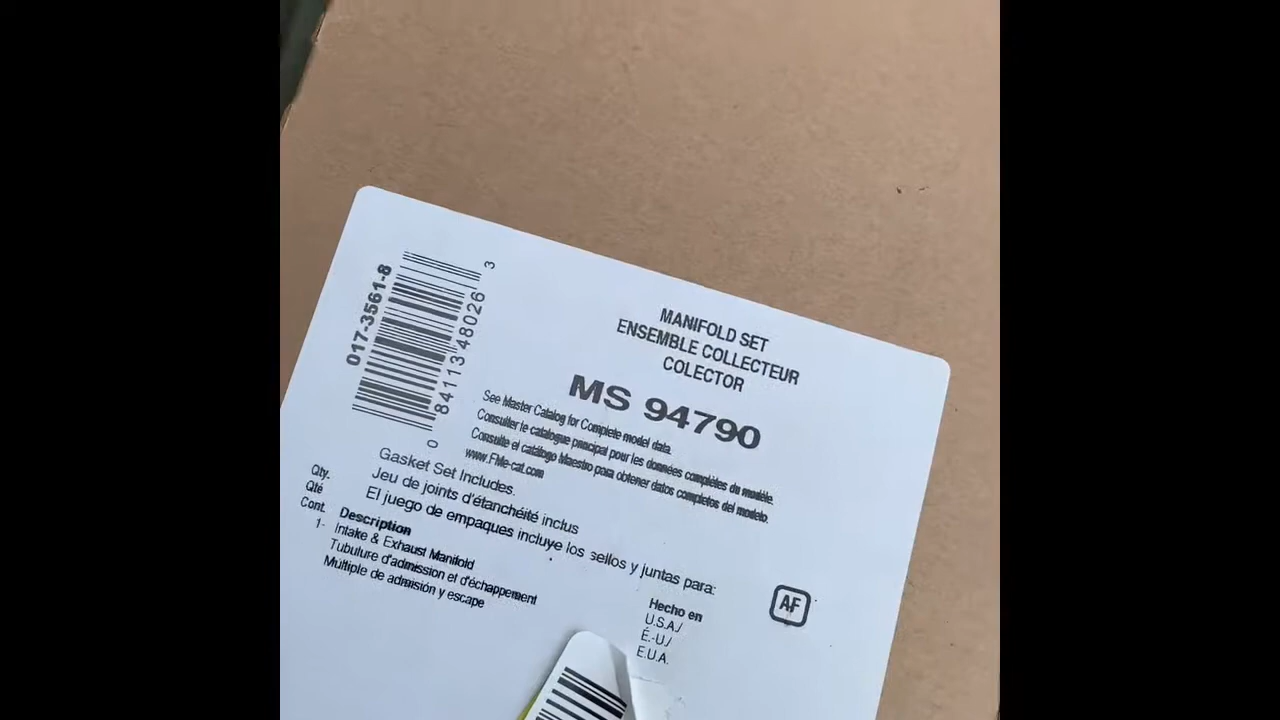 017-3561-8
0 84113 48026 3
MANIFOLD SET
ENSEMBLE COLLECTEUR
COLECTOR
MS 94790
See Master Catalog for Complete model data.
Consulter le catalogue principal pour les données complètes du modèle.
Consulte el catálogo Maestro para obtener datos completos del modelo.
www.FMe-cat.com
Gasket Set Includes.
Jeu de joints d'étanchéité inclus
El juego de empaques incluye los sellos y juntas para:
Qty.
Qté
Cont. Description
1- Intake & Exhaust Manifold
Tubulure d'admission et d'échappement
Multiple de admisión y escape
Hecho en
U.S.A./
É.-U./
E.U.A.
AF